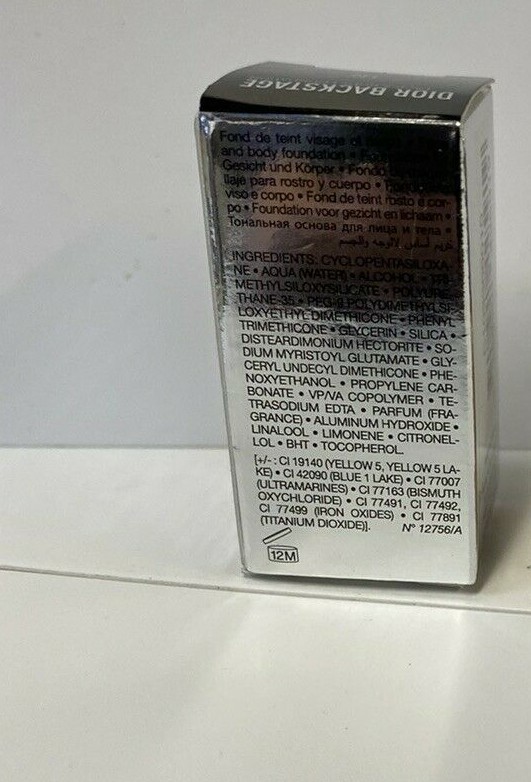 DIOR BACKSTAGE
Fond de teint visage
and body foundation •
Gesicht und Körper • Fondo
llaje para rostro y cuerpo •
viso e corpo • Fond de teint rosto e cor-
po • Foundation voor gezicht en lichaam •
Тональная основа для лица и тела •
كريم أساس للوجه والجسم
INGREDIENTS: CYCLOPENTASILOXA-
NE • AQUA (WATER) • ALCOHOL • TRI-
METHYLSILOXYSILICATE • POLYURE-
THANE-35 • PEG-9 POLYDIMETHYLSI-
LOXYETHYL DIMETHICONE • PHENYL
TRIMETHICONE • GLYCERIN • SILICA •
DISTEARDIMONIUM HECTORITE • SO-
DIUM MYRISTOYL GLUTAMATE • GLY-
CERYL UNDECYL DIMETHICONE • PHE-
NOXYETHANOL • PROPYLENE CAR-
BONATE • VP/VA COPOLYMER • TE-
TRASODIUM EDTA • PARFUM (FRA-
GRANCE) • ALUMINUM HYDROXIDE •
LINALOOL • LIMONENE • CITRONEL-
LOL • BHT • TOCOPHEROL.
[+/- : CI 19140 (YELLOW 5, YELLOW 5 LA-
KE) • CI 42090 (BLUE 1 LAKE) • CI 77007
(ULTRAMARINES) • CI 77163 (BISMUTH
OXYCHLORIDE) • CI 77491, CI 77492,
CI 77499 (IRON OXIDES) • CI 77891
(TITANIUM DIOXIDE)]. N° 12756/A
12M